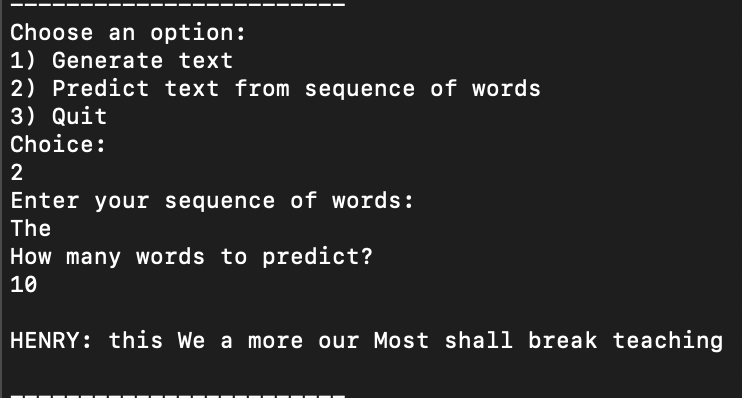 ------------------------
Choose an option:
1) Generate text
2) Predict text from sequence of words
3) Quit
Choice:
2
Enter your sequence of words:
The
How many words to predict?
10
HENRY: this We a more our Most shall break teaching
------------------------